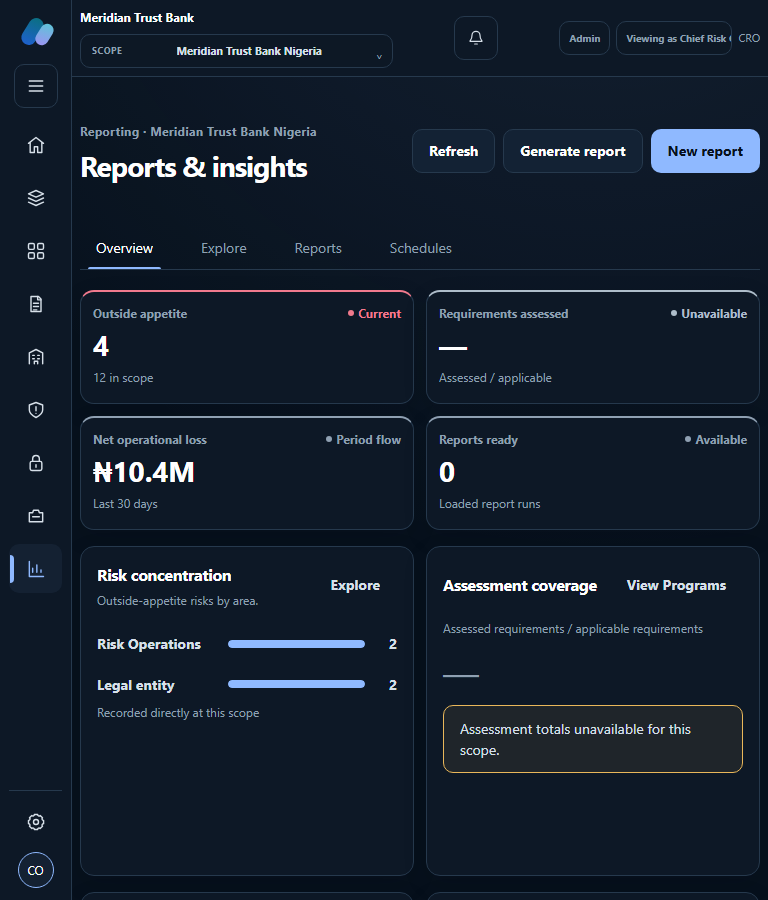 Meridian Trust Bank
SCOPE Meridian Trust Bank Nigeria
Admin
Viewing as Chief Risk
CRO
Reporting · Meridian Trust Bank Nigeria
Reports & insights
Refresh
Generate report
New report
Overview Explore Reports Schedules
Outside appetite Current
4
12 in scope
Requirements assessed Unavailable
—
Assessed / applicable
Net operational loss Period flow
₦10.4M
Last 30 days
Reports ready Available
0
Loaded report runs
Risk concentration
Explore
Outside-appetite risks by area.
Risk Operations 2
Legal entity 2
Recorded directly at this scope
Assessment coverage View Programs
Assessed requirements / applicable requirements
—
Assessment totals unavailable for this
scope.
CO